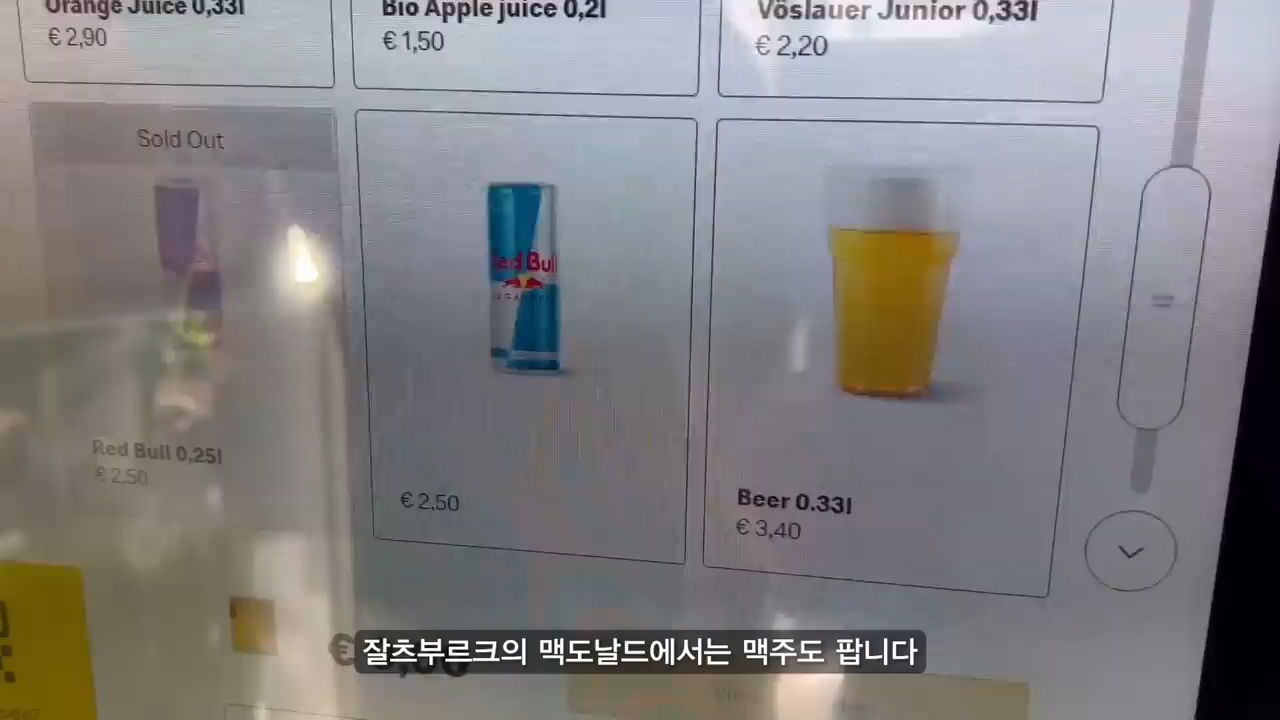 Orange Juice 0,33l
€ 2,90
Bio Apple juice 0,2l
€ 1,50
Vöslauer Junior 0,33l
€ 2,20
Sold Out
Red Bull 0,25l
€ 2,50
Red Bull
€ 2,50
Beer 0.33l
€ 3,40
잘츠부르크의 맥도날드에서는 맥주도 팝니다